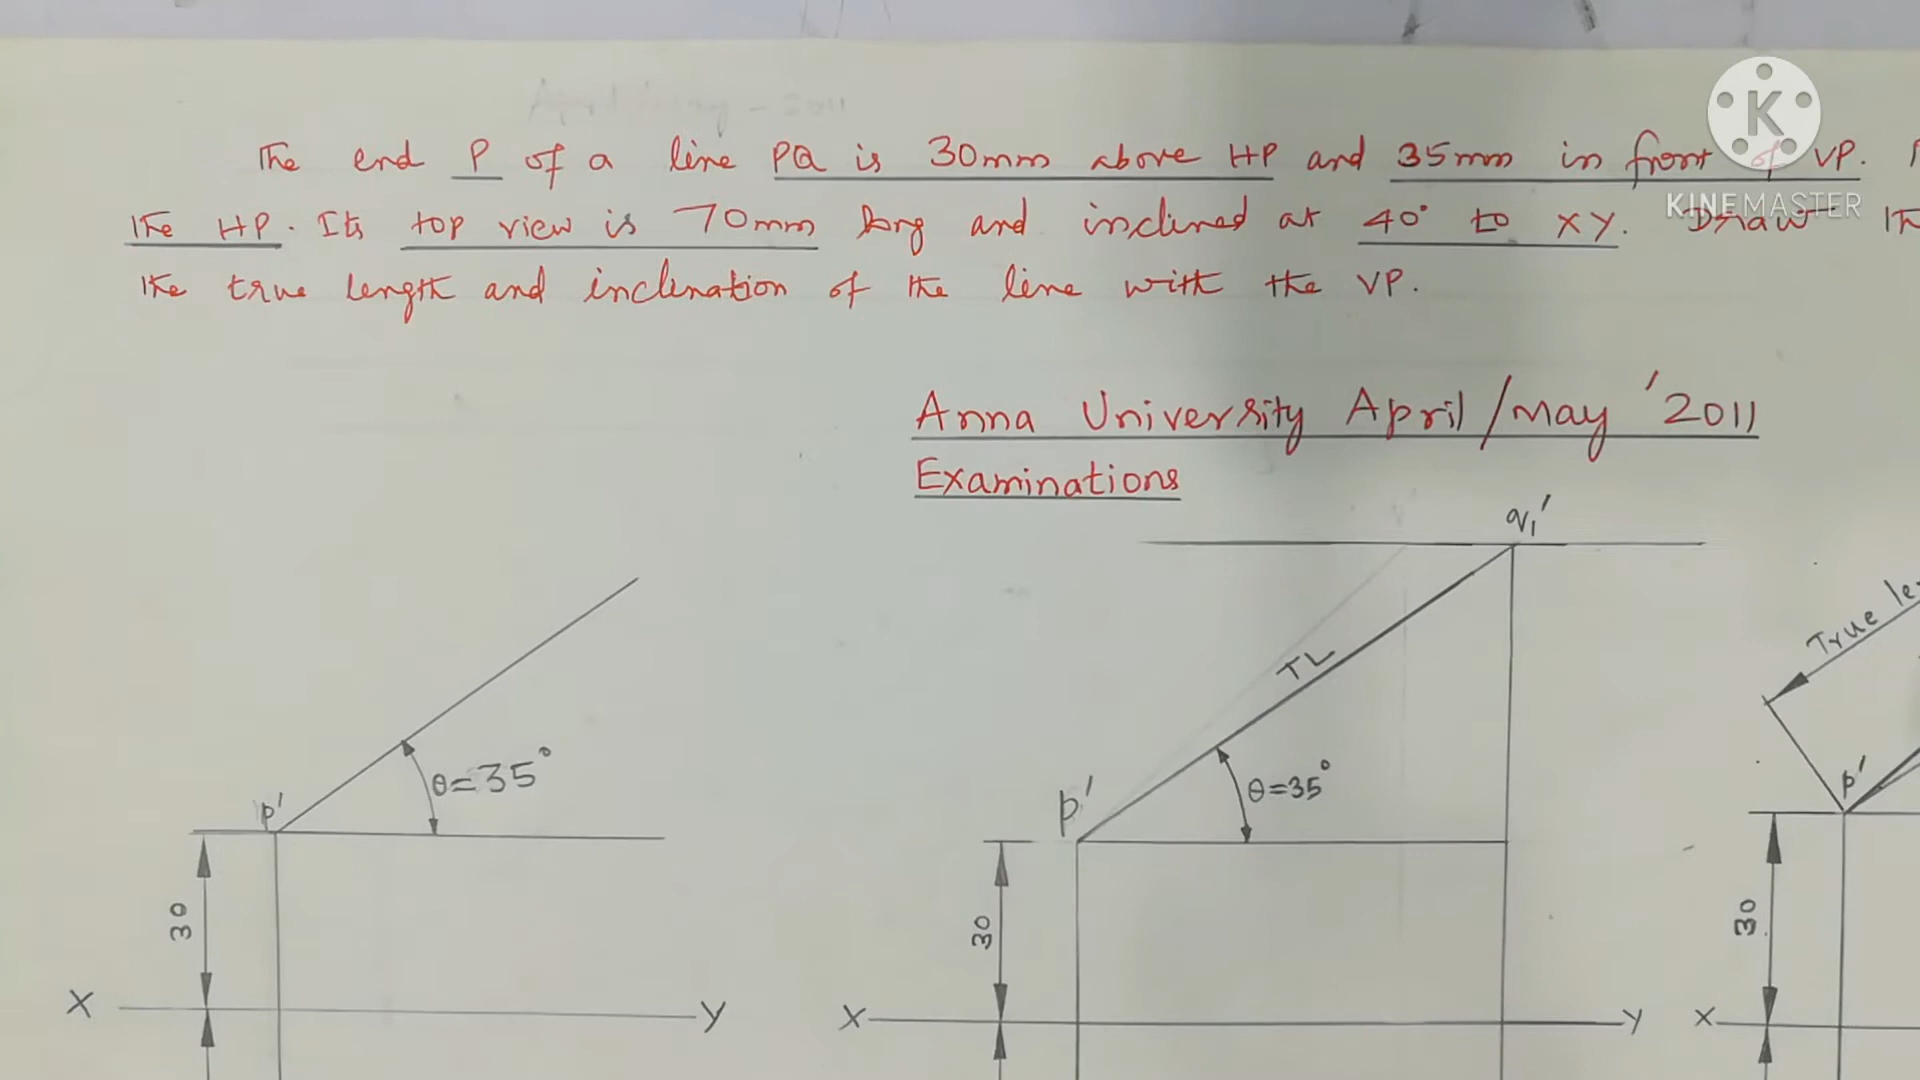 The end P of a line PQ is 30mm above HP and 35mm in front of VP.
the HP. Its top view is 70mm long and inclined at 40° to XY. Draw
the true length and inclination of the line with the VP.
K
KINEMASTER
Anna University April/May '2011
Examinations
p'
θ=35°
30
X
Y
q1'
TL
p'
θ=35°
30
X
Y
True
p'
30
X